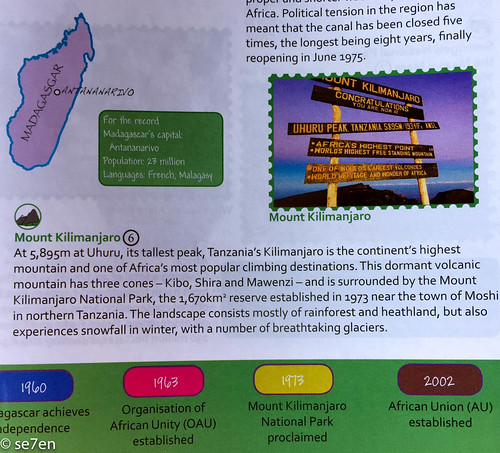 Africa. Political tension in the region has
meant that the canal has been closed five
times, the longest being eight years, finally
reopening in June 1975.
MADAGASCAR
ANTANANARIVO
For the record
Madagascar's capital:
Antananarivo
Population: 27 million
Languages: French, Malagasy
MOUNT KILIMANJARO
CONGRATULATIONS
YOU ARE NOW AT
UHURU PEAK TANZANIA 5895M 19341Ft. AMSL
AFRICA'S HIGHEST POINT
WORLD'S HIGHEST FREE STANDING MOUNTAIN
ONE OF WORLD'S LARGEST VOLCANOES
WORLD HERITAGE AND WONDER OF AFRICA
Mount Kilimanjaro
Mount Kilimanjaro 6
At 5,895m at Uhuru, its tallest peak, Tanzania's Kilimanjaro is the continent's highest
mountain and one of Africa's most popular climbing destinations. This dormant volcanic
mountain has three cones – Kibo, Shira and Mawenzi – and is surrounded by the Mount
Kilimanjaro National Park, the 1,670km² reserve established in 1973 near the town of Moshi
in northern Tanzania. The landscape consists mostly of rainforest and heathland, but also
experiences snowfall in winter, with a number of breathtaking glaciers.
1960
agascar achieves
ndependence
1963
Organisation of
African Unity (OAU)
established
1973
Mount Kilimanjaro
National Park
proclaimed
2002
African Union (AU)
established
© se7en